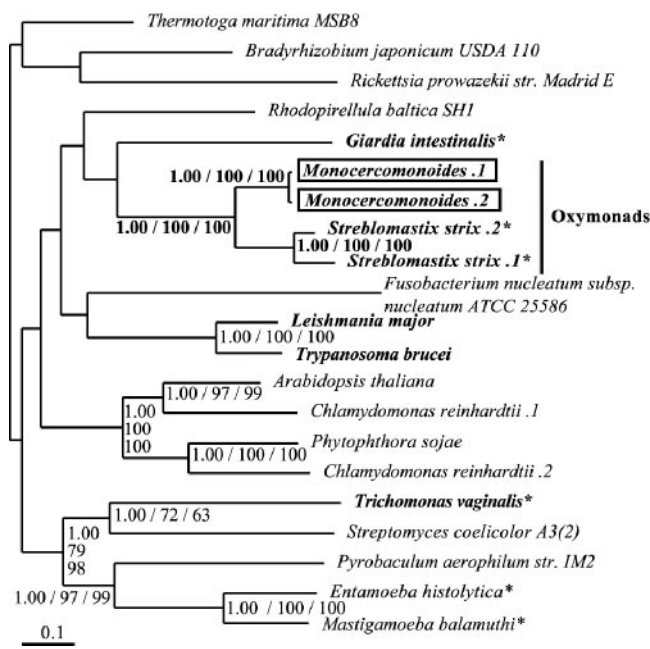 Thermotoga maritima MSB8
Bradyrhizobium japonicum USDA 110
Rickettsia prowazekii str. Madrid E
Rhodopirellula baltica SH1
Giardia intestinalis*
1.00 / 100 / 100
Monocercomonoides .1
Monocercomonoides .2
Oxymonads
1.00 / 100 / 100
Streblomastix strix .2*
1.00 / 100 / 100
Streblomastix strix .1*
Fusobacterium nucleatum subsp.
nucleatum ATCC 25586
Leishmania major
1.00 / 100 / 100
Trypanosoma brucei
Arabidopsis thaliana
1.00 / 97 / 99
Chlamydomonas reinhardtii .1
1.00
100
100
Phytophthora sojae
1.00 / 100 / 100
Chlamydomonas reinhardtii .2
Trichomonas vaginalis*
1.00 / 72 / 63
Streptomyces coelicolor A3(2)
1.00
79
98
Pyrobaculum aerophilum str. IM2
1.00 / 97 / 99
Entamoeba histolytica*
1.00 / 100 / 100
Mastigamoeba balamuthi*
0.1